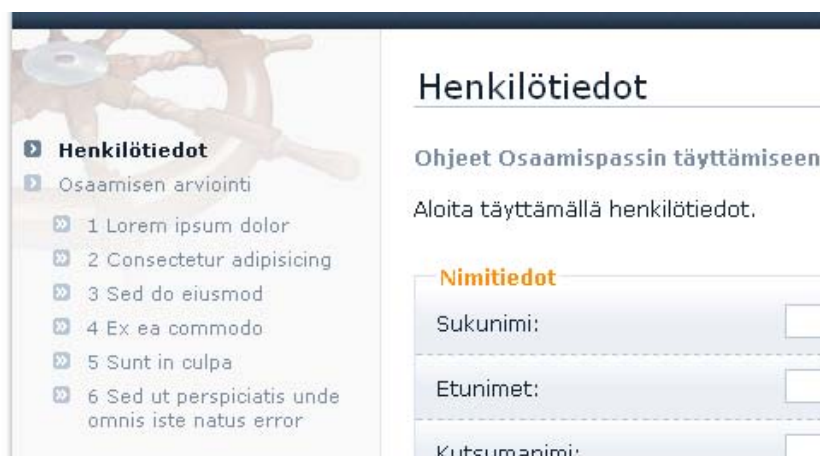 Henkilötiedot
Osaamisen arviointi
1 Lorem ipsum dolor
2 Consectetur adipisicing
3 Sed do eiusmod
4 Ex ea commodo
5 Sunt in culpa
6 Sed ut perspiciatis unde
omnis iste natus error
Henkilötiedot
Ohjeet Osaamispassin täyttämiseen
Aloita täyttämällä henkilötiedot.
Nimitiedot
Sukunimi:
Etunimet:
Kutsumanimi: